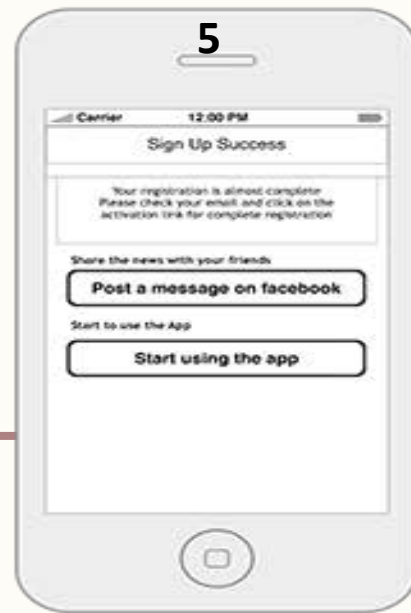 5
Carrier 12:00 PM
Sign Up Success
Your registration is almost complete
Please check your email and click on the
activation link for complete registration
Share the news with your friends
Post a message on facebook
Start to use the App
Start using the app